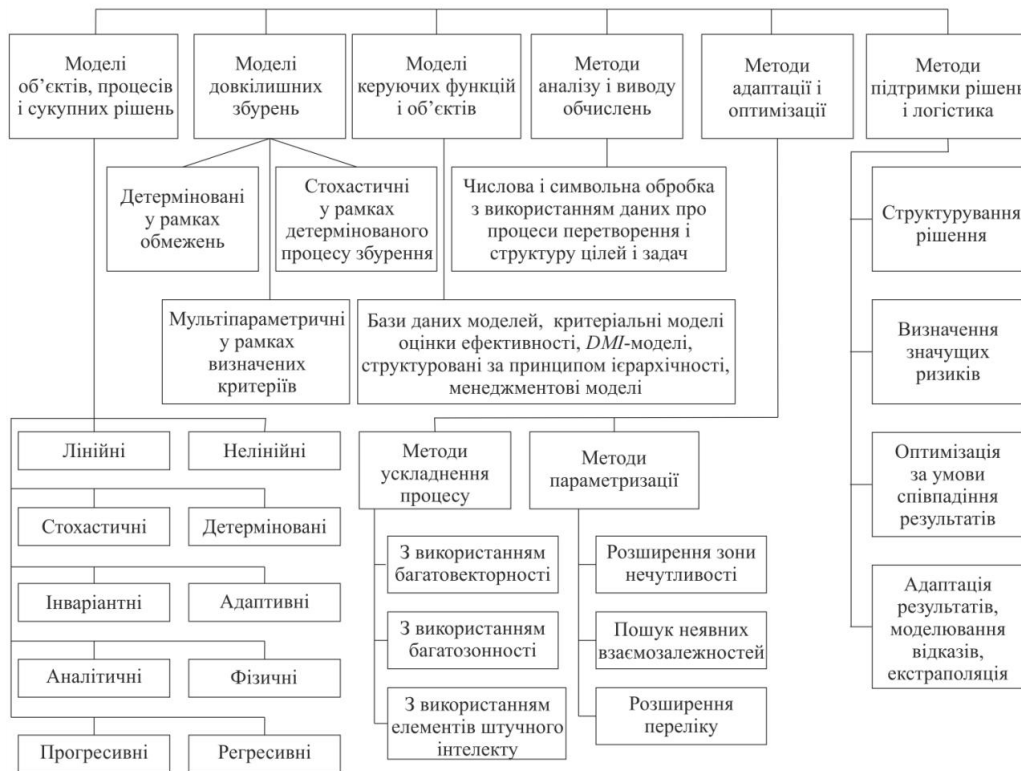 Моделі
об’єктів, процесів
і сукупних рішень
Моделі
довкілишних
збурень
Моделі
керуючих функцій
і об’єктів
Методи
аналізу і виводу
обчислень
Методи
адаптації і
оптимізації
Методи
підтримки рішень
і логістика
Детерміновані
у рамках
обмежень
Стохастичні
у рамках
детермінованого
процесу збурення
Числова і символьна обробка
з використанням даних про
процеси перетворення і
структуру цілей і задач
Мультіпараметричні
у рамках
визначених
критеріїв
Бази даних моделей, критеріальні моделі
оцінки ефективності, DMI-моделі,
структуровані за принципом ієрархічності,
менеджментові моделі
Структурування
рішення
Визначення
значущих
ризиків
Оптимізація
за умови
співпадіння
результатів
Адаптація
результатів,
моделювання
відказів,
екстраполяція
Лінійні
Нелінійні
Стохастичні
Детерміновані
Інваріантні
Адаптивні
Аналітичні
Фізичні
Прогресивні
Регресивні
Методи
ускладнення
процесу
Методи
параметризації
З використанням
багатовекторності
З використанням
багатозонності
З використанням
елементів штучного
інтелекту
Розширення зони
нечутливості
Пошук неявних
взаємозалежностей
Розширення
переліку